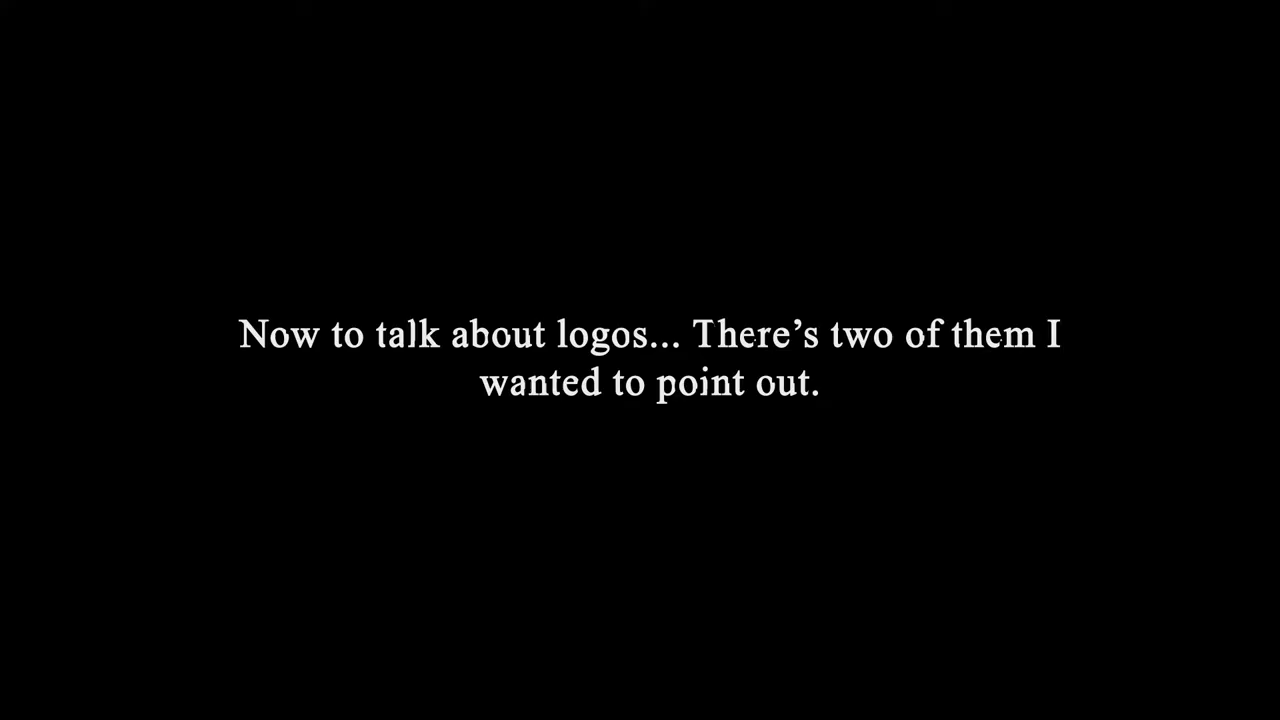 Now to talk about logos... There’s two of them I
wanted to point out.